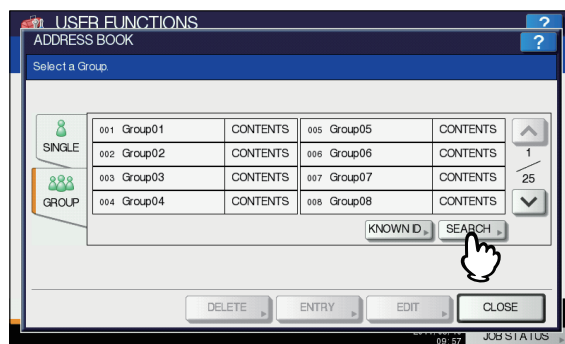 USER FUNCTIONS ?
ADDRESS BOOK ?
Select a Group.
SINGLE
GROUP
001 Group01 CONTENTS 005 Group05 CONTENTS
002 Group02 CONTENTS 006 Group06 CONTENTS
003 Group03 CONTENTS 007 Group07 CONTENTS
004 Group04 CONTENTS 008 Group08 CONTENTS
1
25
KNOWN ID SEARCH
DELETE ENTRY EDIT CLOSE
09:57 JOB STATUS